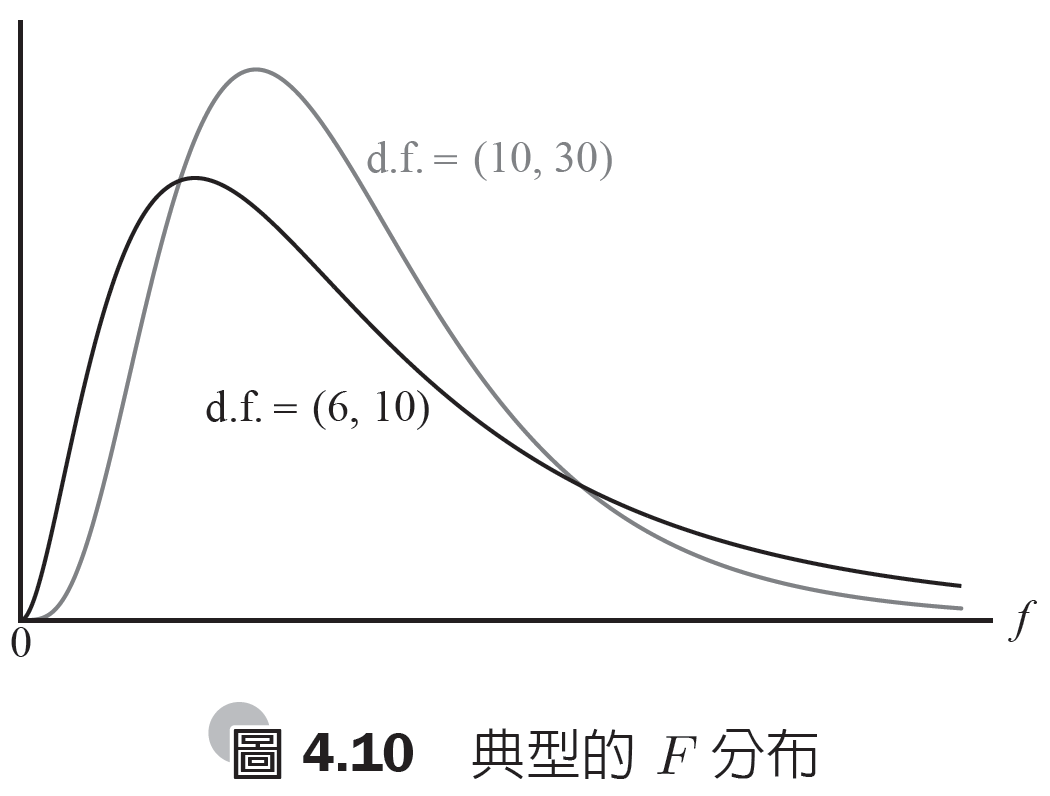 d.f. = (10, 30)
d.f. = (6, 10)
0
f
圖 4.10 典型的 F 分布